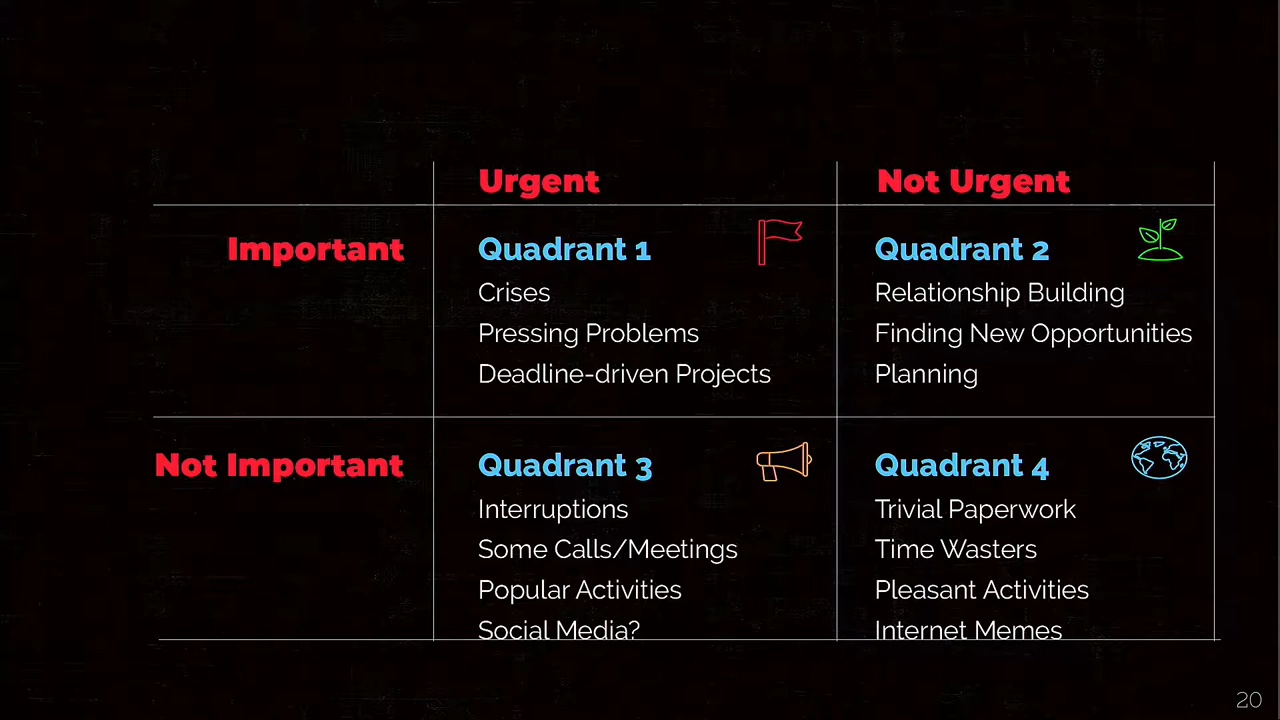 Urgent
Not Urgent
Important
Quadrant 1
Crises
Pressing Problems
Deadline-driven Projects
Quadrant 2
Relationship Building
Finding New Opportunities
Planning
Not Important
Quadrant 3
Interruptions
Some Calls/Meetings
Popular Activities
Social Media?
Quadrant 4
Trivial Paperwork
Time Wasters
Pleasant Activities
Internet Memes
20